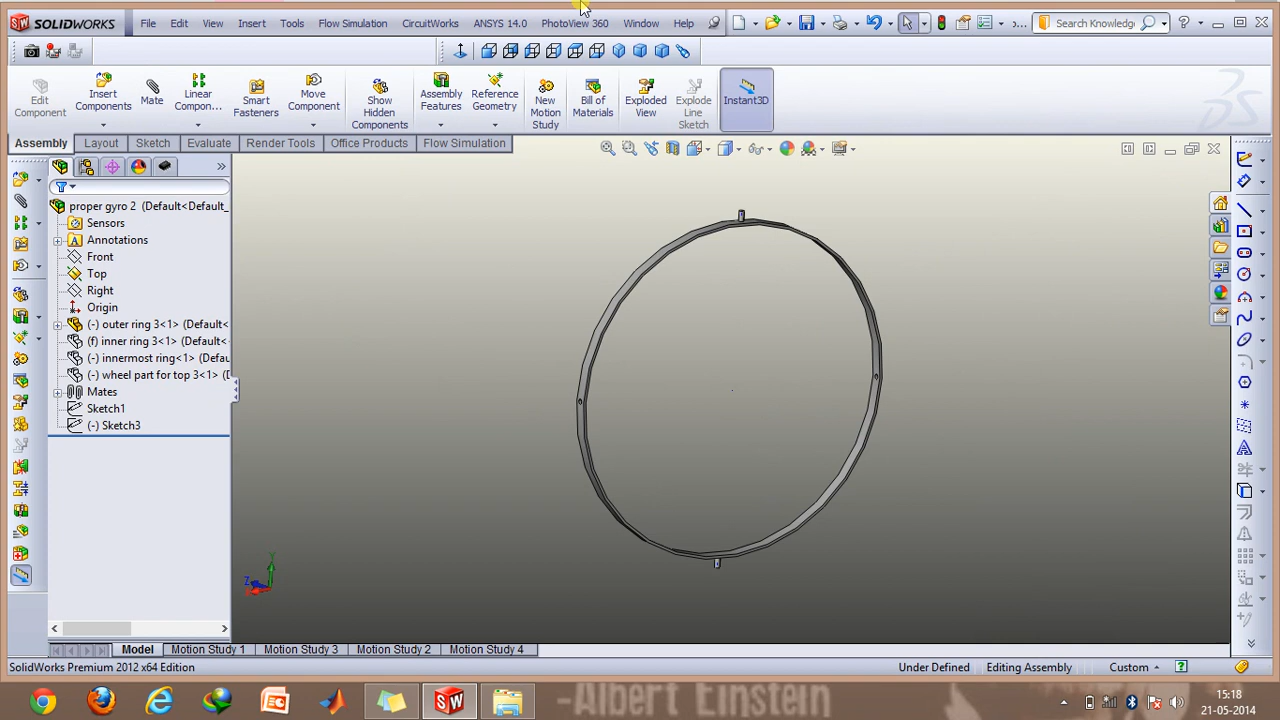 SOLIDWORKS File Edit View Insert Tools Flow Simulation CircuitWorks ANSYS 14.0 PhotoView 360 Window Help Search Knowledge
Edit Component Insert Components Mate Linear Compon... Smart Fasteners Move Component Show Hidden Components Assembly Features Reference Geometry New Motion Study Bill of Materials Exploded View Explode Line Sketch Instant3D
Assembly Layout Sketch Evaluate Render Tools Office Products Flow Simulation
proper gyro 2 (Default<Default_
Sensors
Annotations
Front
Top
Right
Origin
(-) outer ring 3<1> (Default<
(f) inner ring 3<1> (Default<
(-) innermost ring<1> (Defau
(-) wheel part for top 3<1> (D
Mates
Sketch1
(-) Sketch3
Y
Z
Model Motion Study 1 Motion Study 3 Motion Study 2 Motion Study 4
SolidWorks Premium 2012 x64 Edition Under Defined Editing Assembly Custom
-Albert Einstein
15:18
21-05-2014